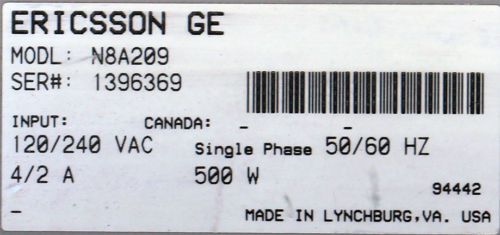 ERICSSON GE
MODL: N8A209
SER#: 1396369
INPUT: CANADA: _ _
120/240 VAC Single Phase 50/60 HZ
4/2 A 500 W
94442
_ MADE IN LYNCHBURG,VA. USA